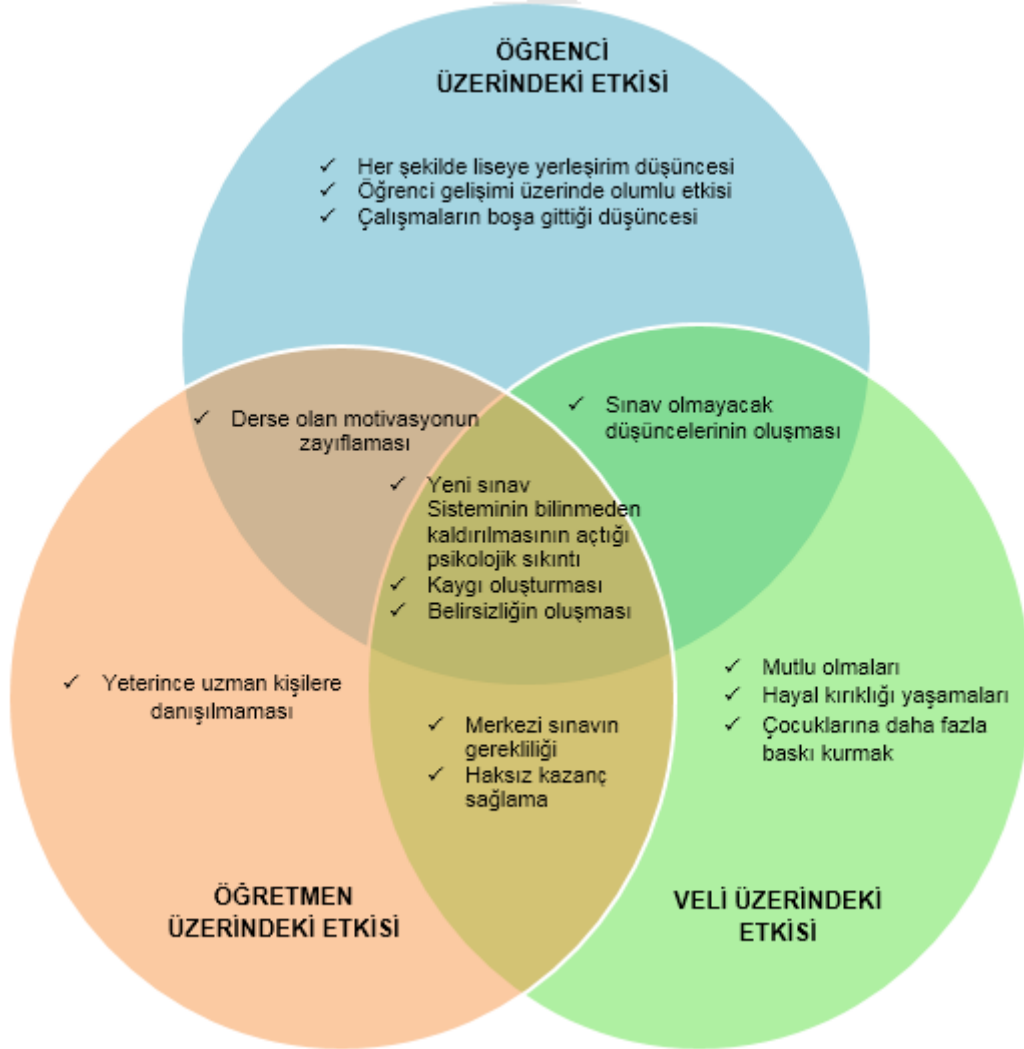 ÖĞRENCİ
ÜZERİNDEKİ ETKİSİ
✓ Her şekilde liseye yerleşirim düşüncesi
✓ Öğrenci gelişimi üzerinde olumlu etkisi
✓ Çalışmaların boşa gittiği düşüncesi
✓ Derse olan motivasyonun
zayıflaması
✓ Sınav olmayacak
düşüncelerinin oluşması
✓ Yeni sınav
Sisteminin bilinmeden
kaldırılmasının açtığı
psikolojik sıkıntı
✓ Kaygı oluşturması
✓ Belirsizliğin oluşması
✓ Yeterince uzman kişilere
danışılmaması
✓ Merkezi sınavın
gerekliliği
✓ Haksız kazanç
sağlama
✓ Mutlu olmaları
✓ Hayal kırıklığı yaşamaları
✓ Çocuklarına daha fazla
baskı kurmak
ÖĞRETMEN
ÜZERİNDEKİ ETKİSİ
VELİ ÜZERİNDEKİ
ETKİSİ